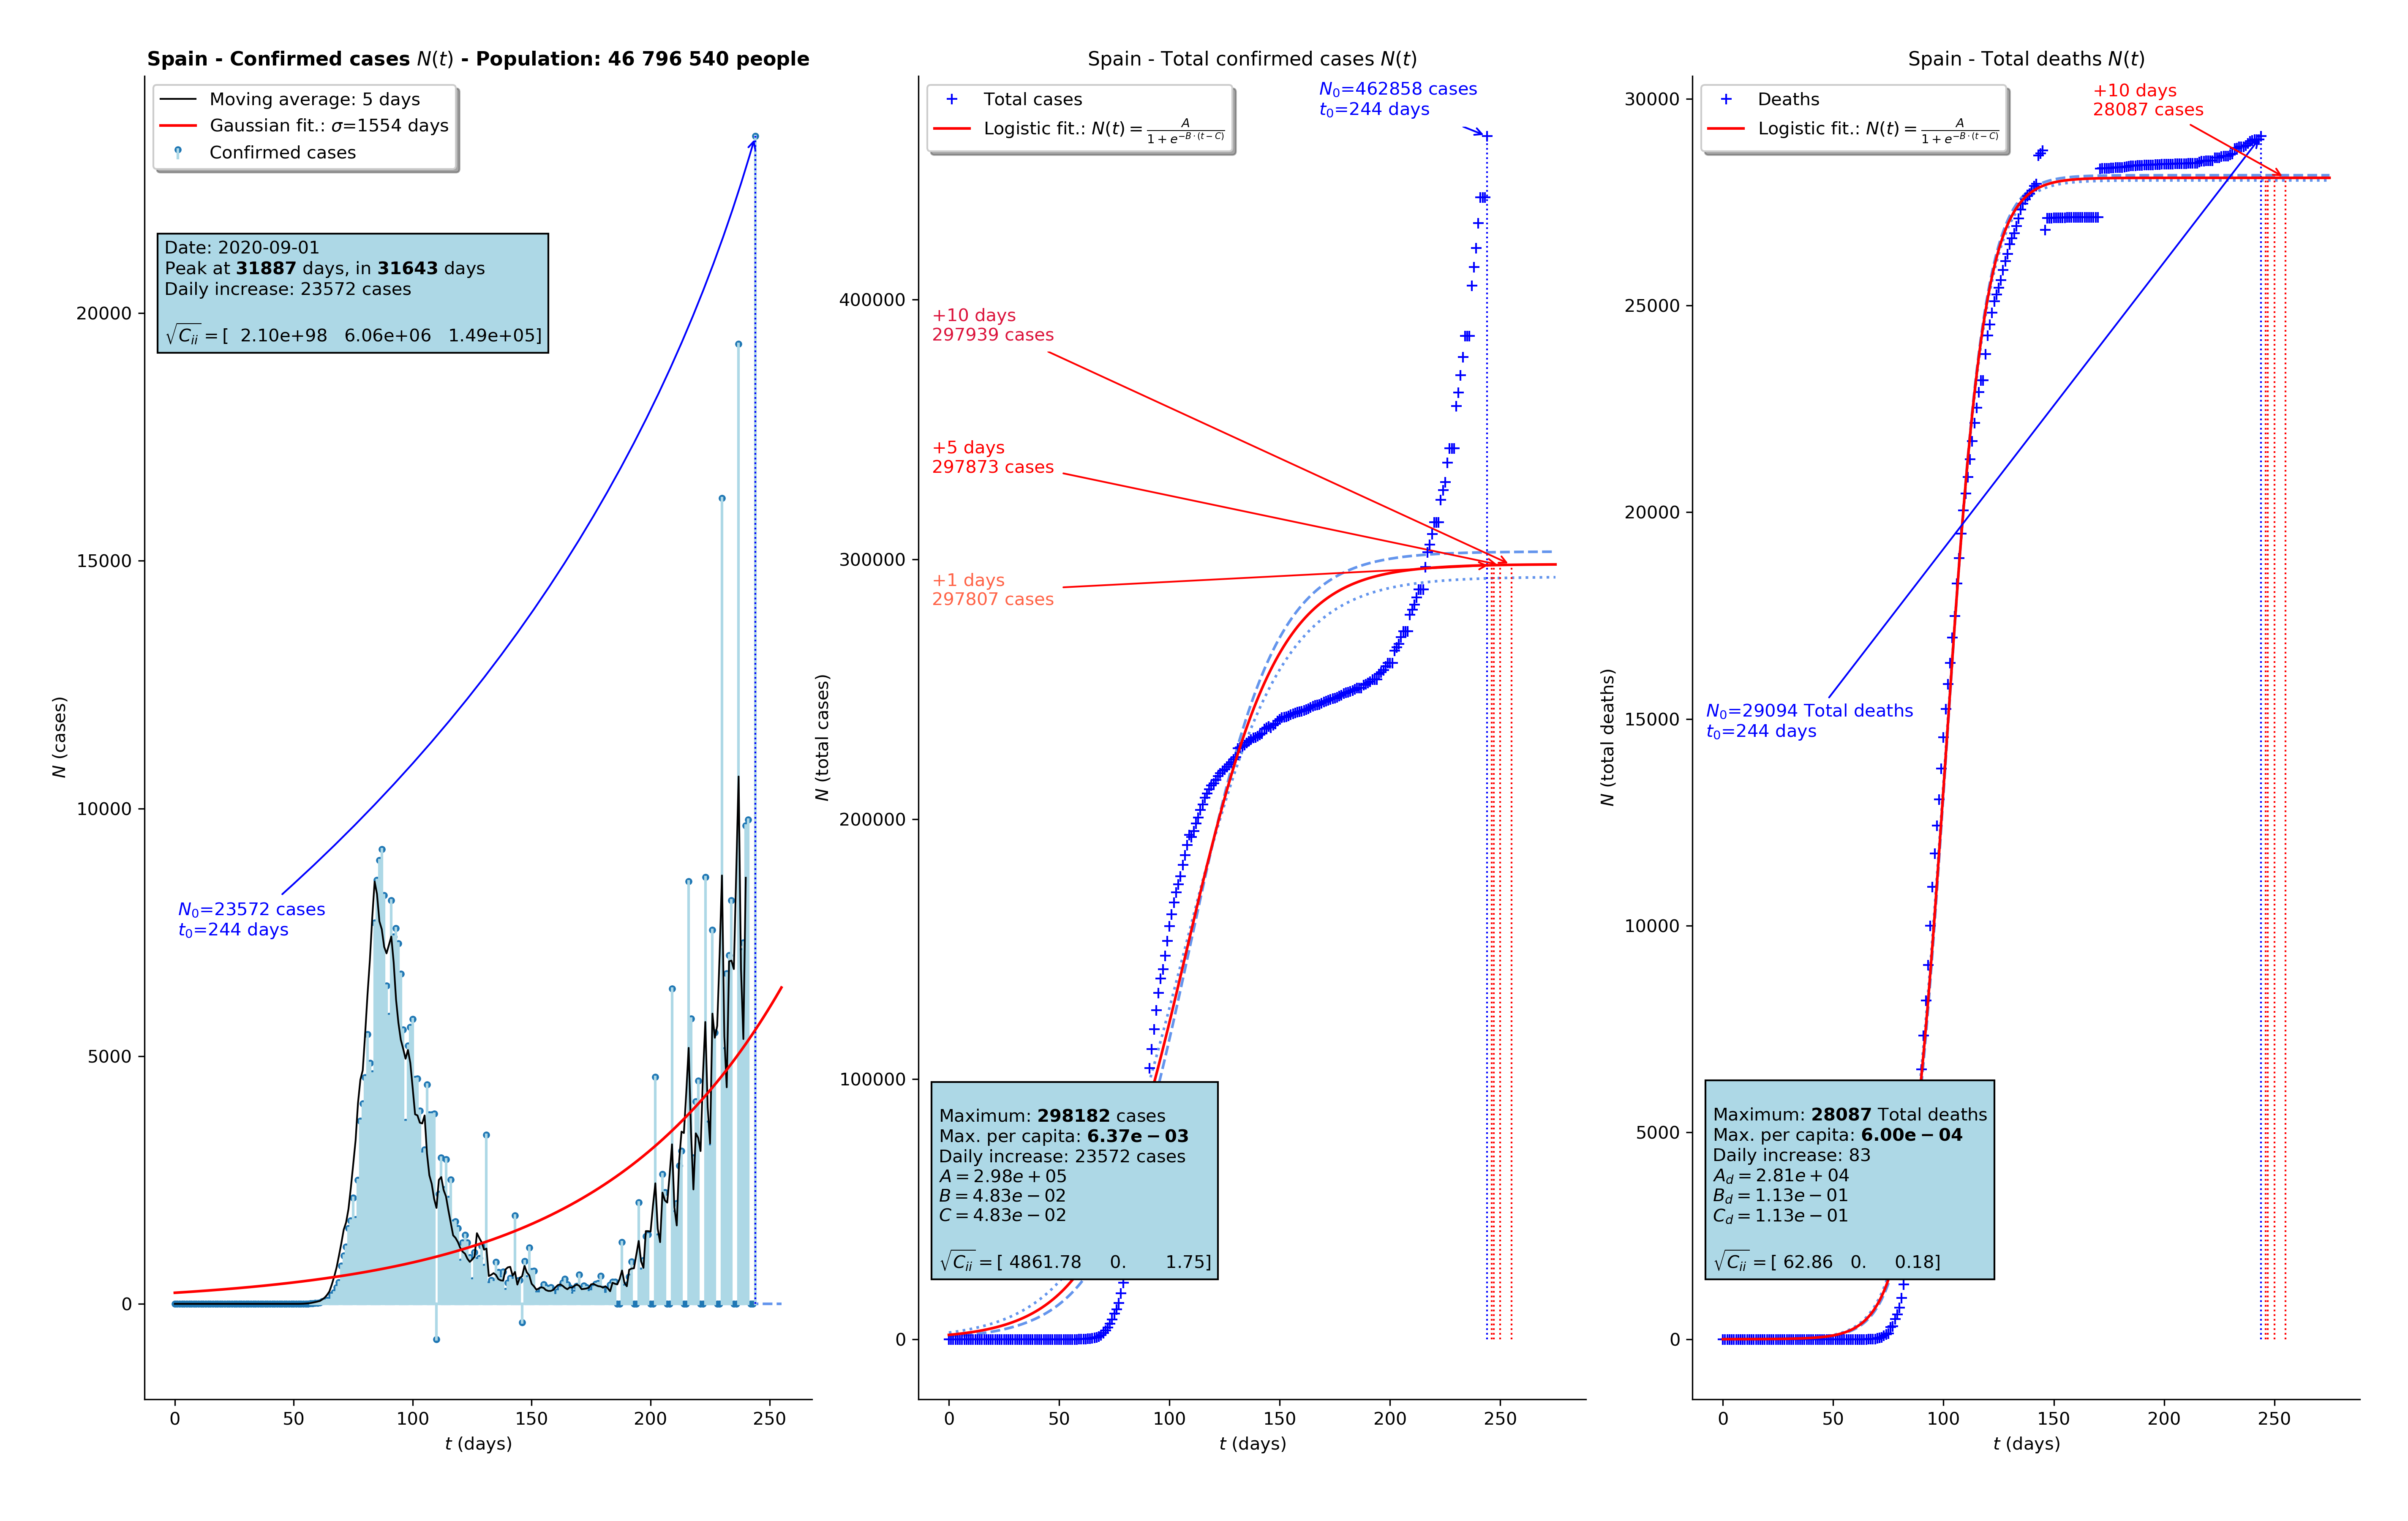 Spain - Confirmed cases N(t) - Population: 46 796 540 people
Moving average: 5 days
Gaussian fit.: σ=1554 days
Confirmed cases
Date: 2020-09-01
Peak at 31887 days, in 31643 days
Daily increase: 23572 cases
√C_ii = [ 2.10e+98 6.06e+06 1.49e+05]
N_0=23572 cases
t_0=244 days
N (cases)
20000
15000
10000
5000
0
0 50 100 150 200 250
t (days)
Spain - Total confirmed cases N(t)
Total cases
Logistic fit.: N(t) = A / (1 + e^{-B·(t-C)})
N_0=462858 cases
t_0=244 days
+10 days
297939 cases
+5 days
297873 cases
+1 days
297807 cases
Maximum: 298182 cases
Max. per capita: 6.37e − 03
Daily increase: 23572 cases
A = 2.98e + 05
B = 4.83e − 02
C = 4.83e − 02
√C_ii = [ 4861.78 0. 1.75]
N (total cases)
400000
300000
200000
100000
0
0 50 100 150 200 250
t (days)
Spain - Total deaths N(t)
Deaths
Logistic fit.: N(t) = A / (1 + e^{-B·(t-C)})
+10 days
28087 cases
N_0=29094 Total deaths
t_0=244 days
Maximum: 28087 Total deaths
Max. per capita: 6.00e − 04
Daily increase: 83
A_d = 2.81e + 04
B_d = 1.13e − 01
C_d = 1.13e − 01
√C_ii = [ 62.86 0. 0.18]
N (total deaths)
30000
25000
20000
15000
10000
5000
0
0 50 100 150 200 250
t (days)